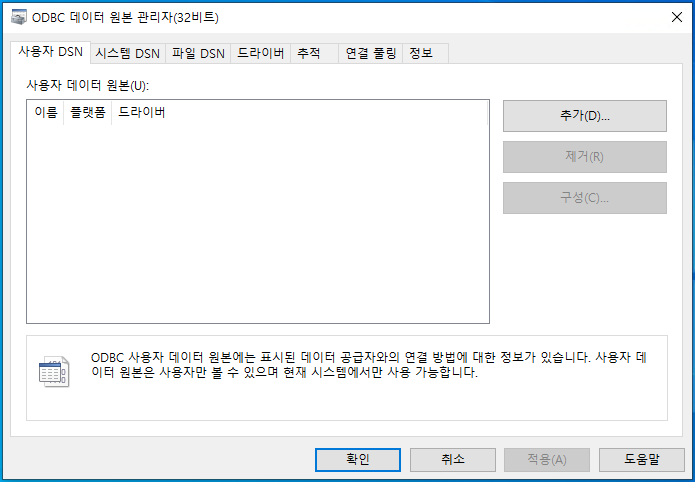 ODBC 데이터 원본 관리자(32비트)
사용자 DSN 시스템 DSN 파일 DSN 드라이버 추적 연결 풀링 정보
사용자 데이터 원본(U):
이름 플랫폼 드라이버
추가(D)...
제거(R)
구성(C)...
ODBC 사용자 데이터 원본에는 표시된 데이터 공급자와의 연결 방법에 대한 정보가 있습니다. 사용자 데
이터 원본은 사용자만 볼 수 있으며 현재 시스템에서만 사용 가능합니다.
확인 취소 적용(A) 도움말